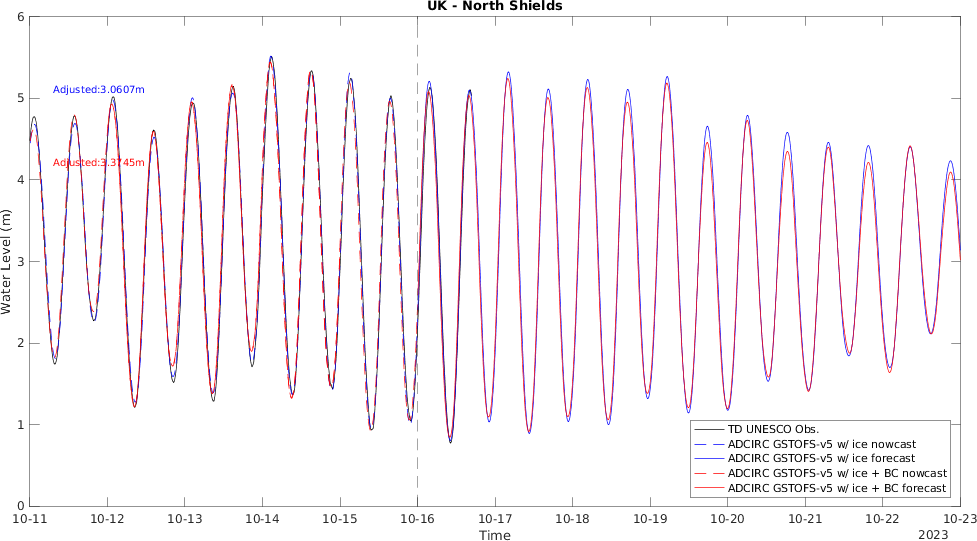 UK - North Shields
6
5
4
3
2
1
0
Water Level (m)
Adjusted:3.0607m
Adjusted:3.3745m
TD UNESCO Obs.
ADCIRC GSTOFS-v5 w/ ice nowcast
ADCIRC GSTOFS-v5 w/ ice forecast
ADCIRC GSTOFS-v5 w/ ice + BC nowcast
ADCIRC GSTOFS-v5 w/ ice + BC forecast
10-11 10-12 10-13 10-14 10-15 10-16 10-17 10-18 10-19 10-20 10-21 10-22 10-23
Time
2023